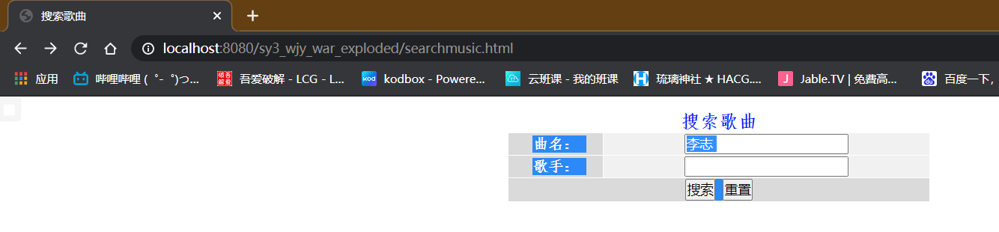 搜索歌曲
localhost:8080/sy3_wjy_war_exploded/searchmusic.html
应用 哔哩哔哩 ( ゜- ゜)つ... 吾爱破解 - LCG - L... kodbox - Powere... 云班课 - 我的班课 琉璃神社 ★ HACG.... Jable.TV | 免費高... 百度一下,
搜索歌曲
曲名: 李志
歌手:
搜索 重置